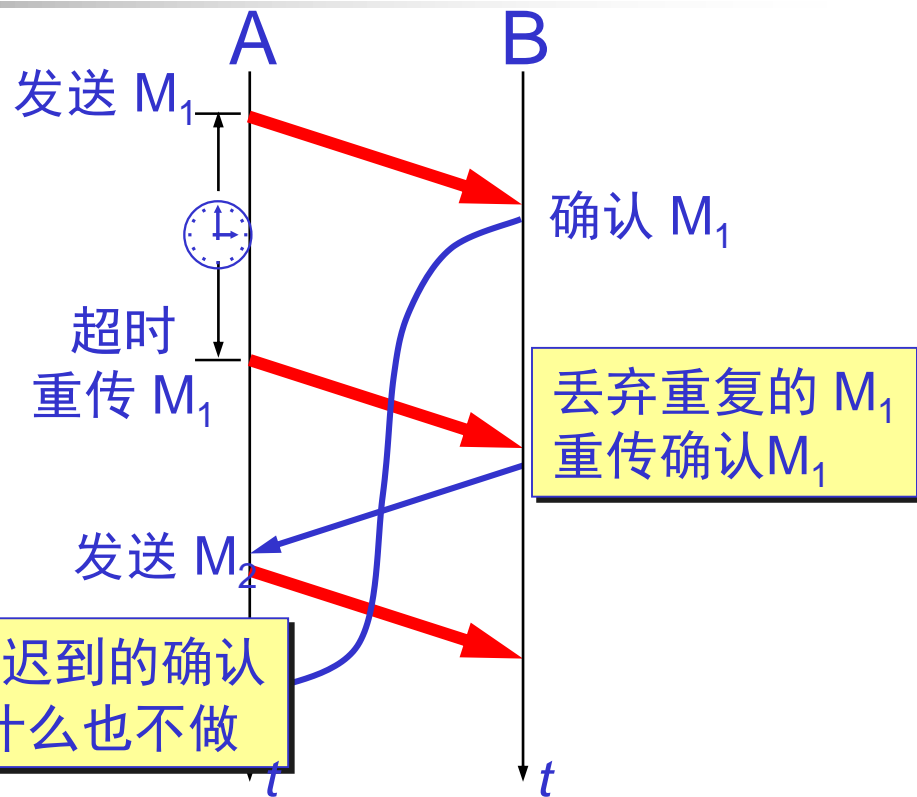 A
B
发送 M₁
确认 M₁
超时
重传 M₁
丢弃重复的 M₁
重传确认M₁
发送 M₂
迟到的确认
什么也不做
t
t